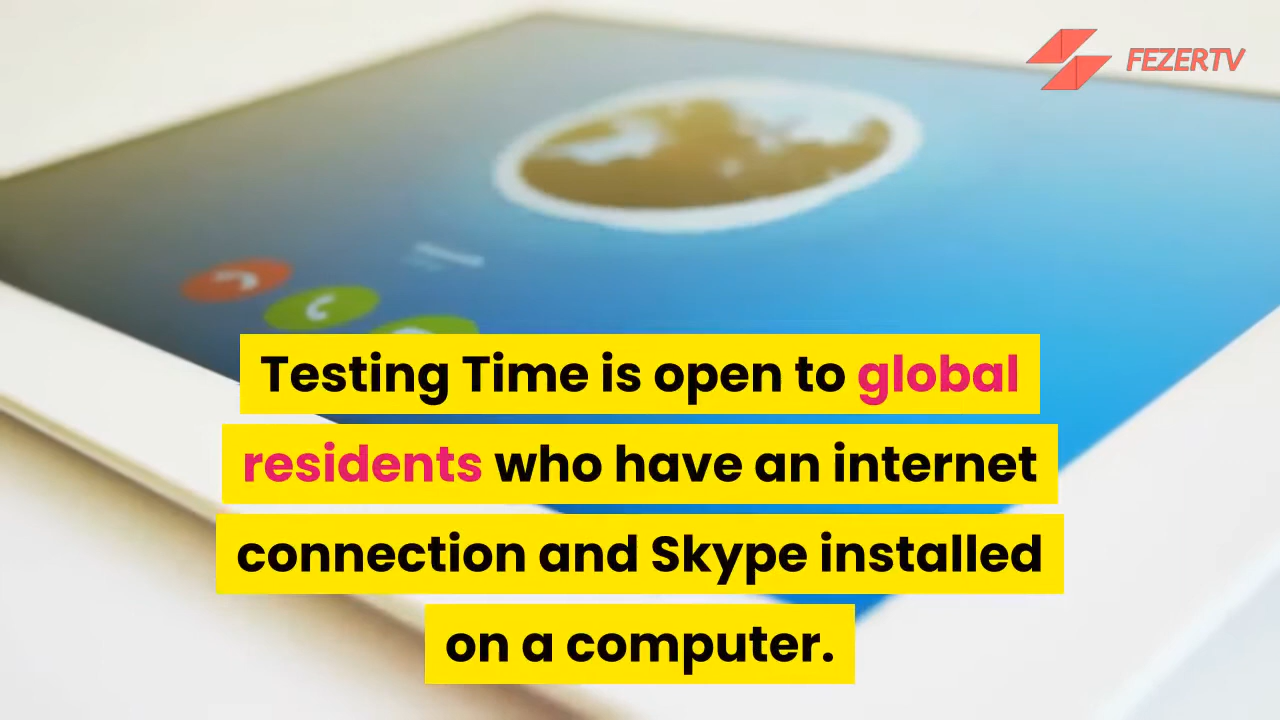 FEZERTV
Testing Time is open to global
residents who have an internet
connection and Skype installed
on a computer.